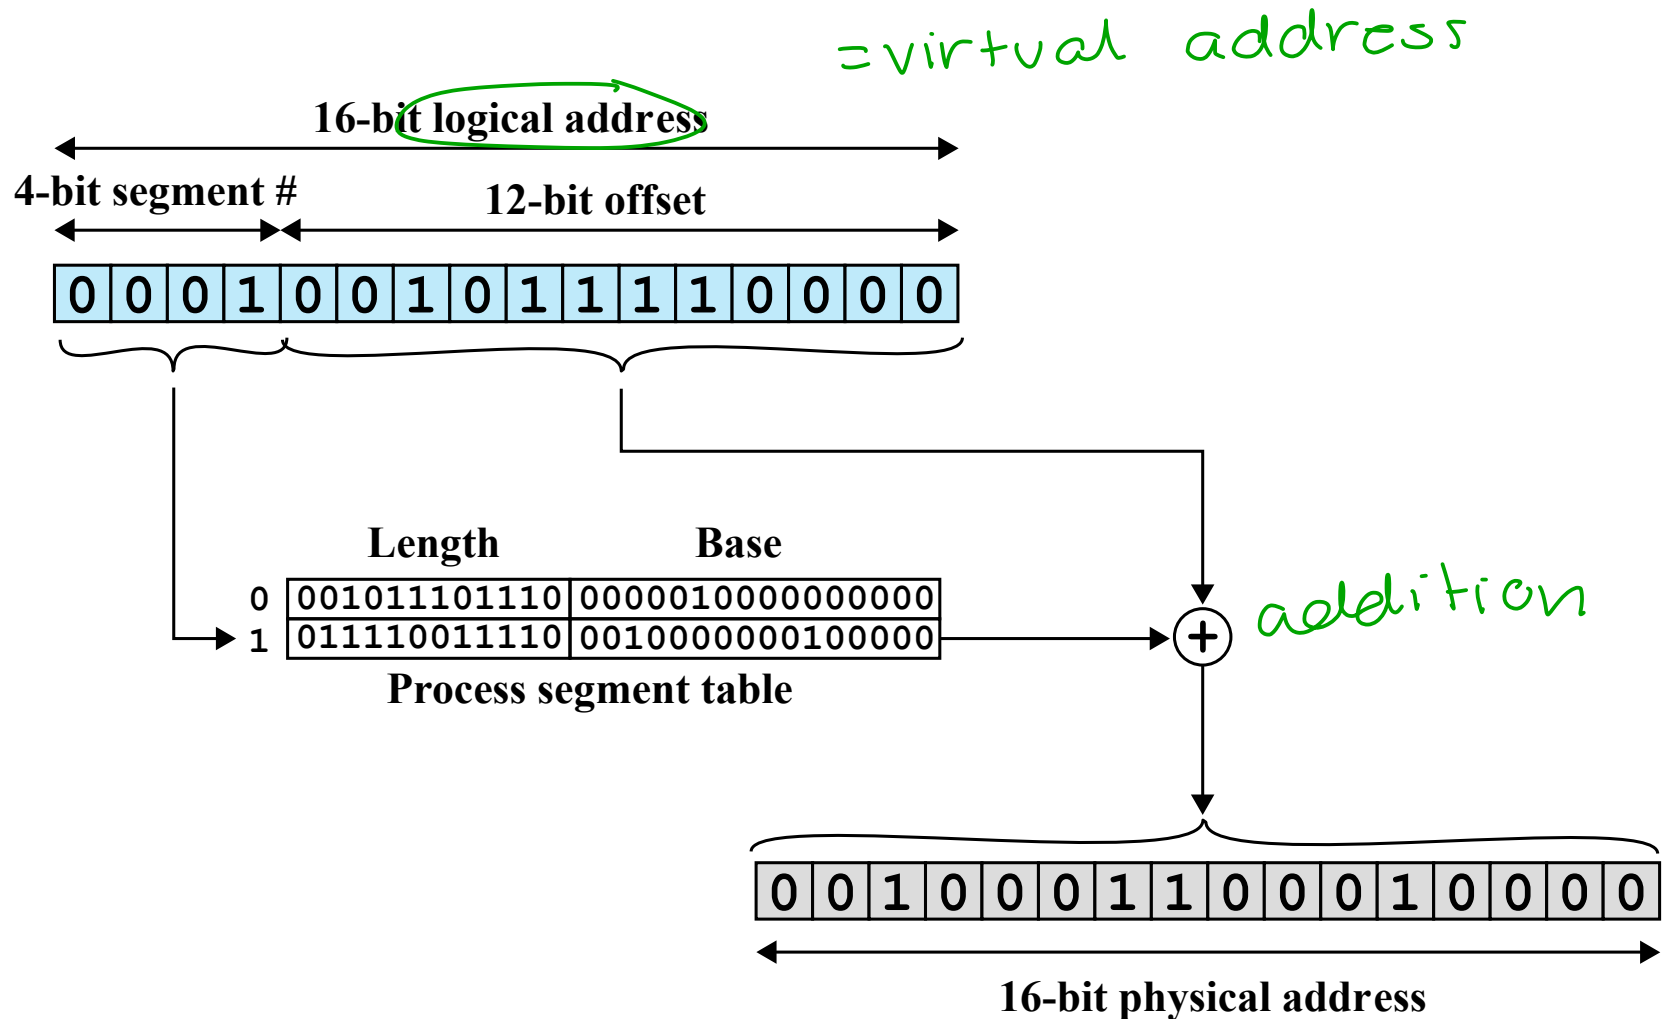 =virtual address
16-bit logical address
4-bit segment #
12-bit offset
0 0 0 1 0 0 1 0 1 1 1 1 0 0 0 0
Length Base
0 001011101110 0000010000000000
1 011110011110 0010000000100000
addition
+
Process segment table
0 0 1 0 0 0 1 1 0 0 0 1 0 0 0 0
16-bit physical address